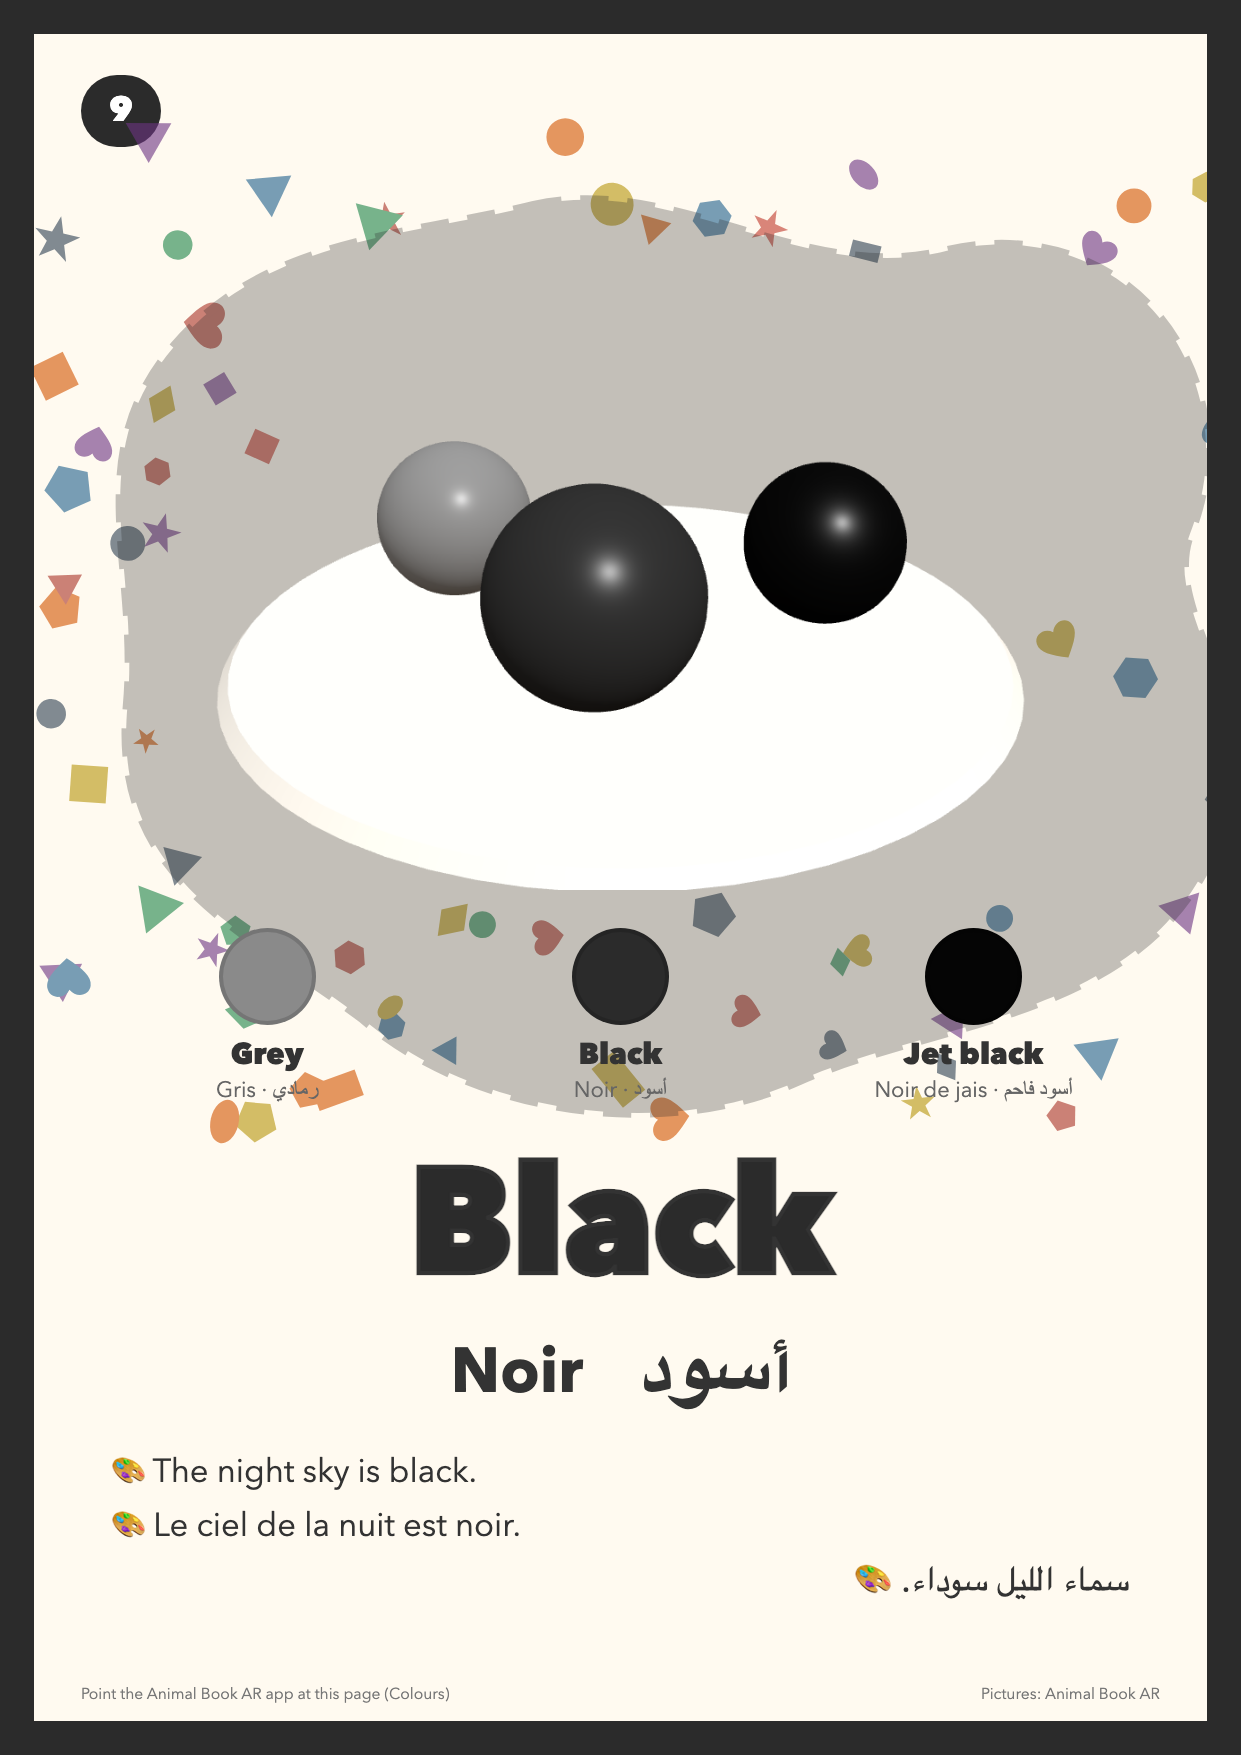 9
Grey
Gris · رمادي
Black
Noir · أسود
Jet black
Noir de jais · أسود فاحم
Black
Noir أسود
🎨 The night sky is black.
🎨 Le ciel de la nuit est noir.
🎨 سماء الليل سوداء.
Point the Animal Book AR app at this page (Colours)
Pictures: Animal Book AR